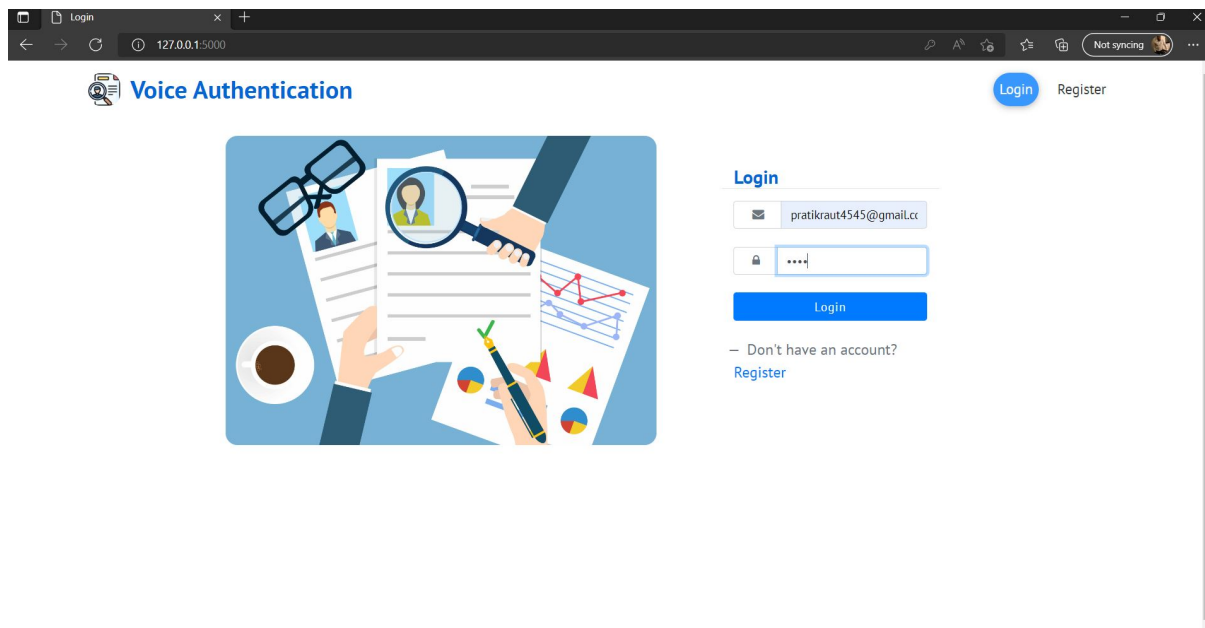 Login
127.0.0.1:5000
Not syncing
Voice Authentication
Login
Register
Login
pratikraut4545@gmail.cc
••••
Login
— Don't have an account?
Register